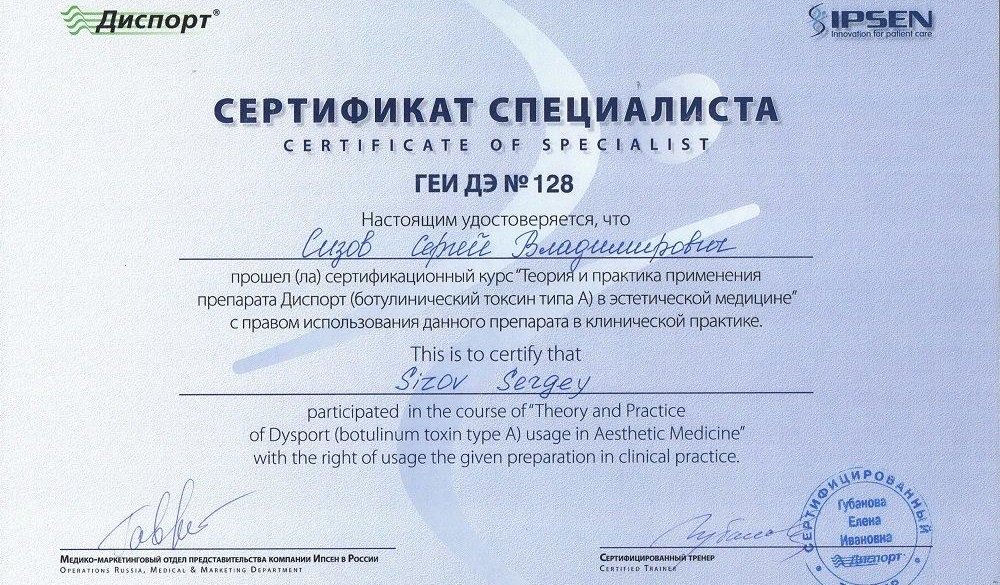 Диспорт®
IPSEN
Innovation for patient care
СЕРТИФИКАТ СПЕЦИАЛИСТА
CERTIFICATE OF SPECIALIST
ГЕИ ДЭ № 128
Настоящим удостоверяется, что
Сизов Сергей Владимирович
прошел (ла) сертификационный курс "Теория и практика применения
препарата Диспорт (ботулинический токсин типа А) в эстетической медицине"
с правом использования данного препарата в клинической практике.
This is to certify that
Sizov Sergey
participated in the course of "Theory and Practice
of Dysport (botulinum toxin type A) usage in Aesthetic Medicine"
with the right of usage the given preparation in clinical practice.
Медико-маркетинговый отдел представительства компании Ипсен в России
Operations Russia, Medical & Marketing Department
Сертифицированный тренер
Certified Trainer
СЕРТИФИЦИРОВАННЫЙ
Губанова
Елена
Ивановна
Диспорт